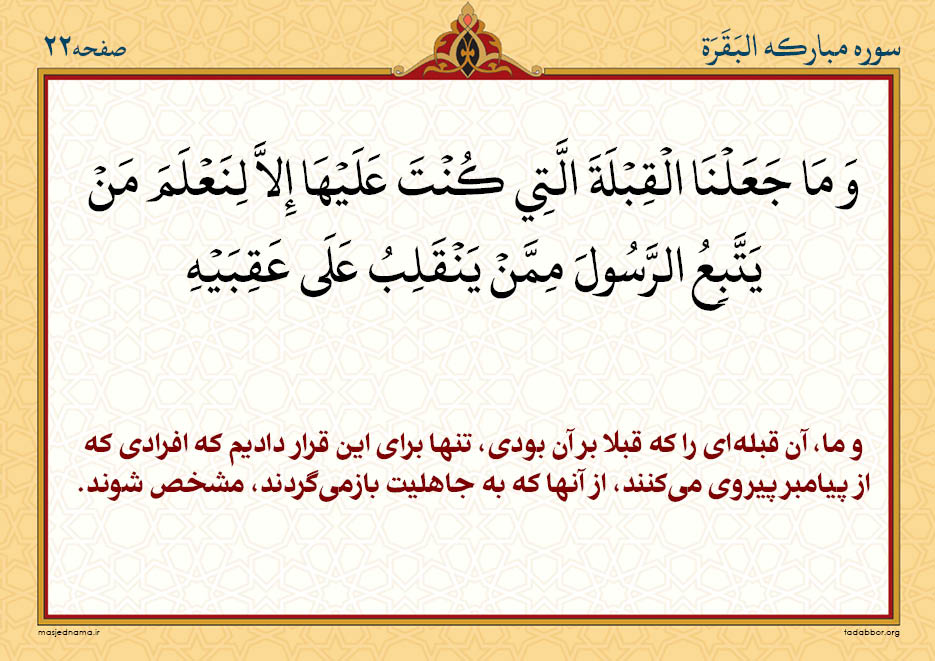 سوره مبارکه البَقَرَة
صفحه۲۲
وَ مَا جَعَلْنَا الْقِبْلَةَ الَّتِي كُنْتَ عَلَيْهَا إِلاَّ لِنَعْلَمَ مَنْ
يَتَّبِعُ الرَّسُولَ مِمَّنْ يَنْقَلِبُ عَلَى عَقِبَيْهِ
و ما، آن قبله‌ای را که قبلا بر آن بودی، تنها برای این قرار دادیم که افرادی که
از پیامبر پیروی می‌کنند، از آنها که به جاهلیت بازمی‌گردند، مشخص شوند.
masjednama.ir
tadabbor.org